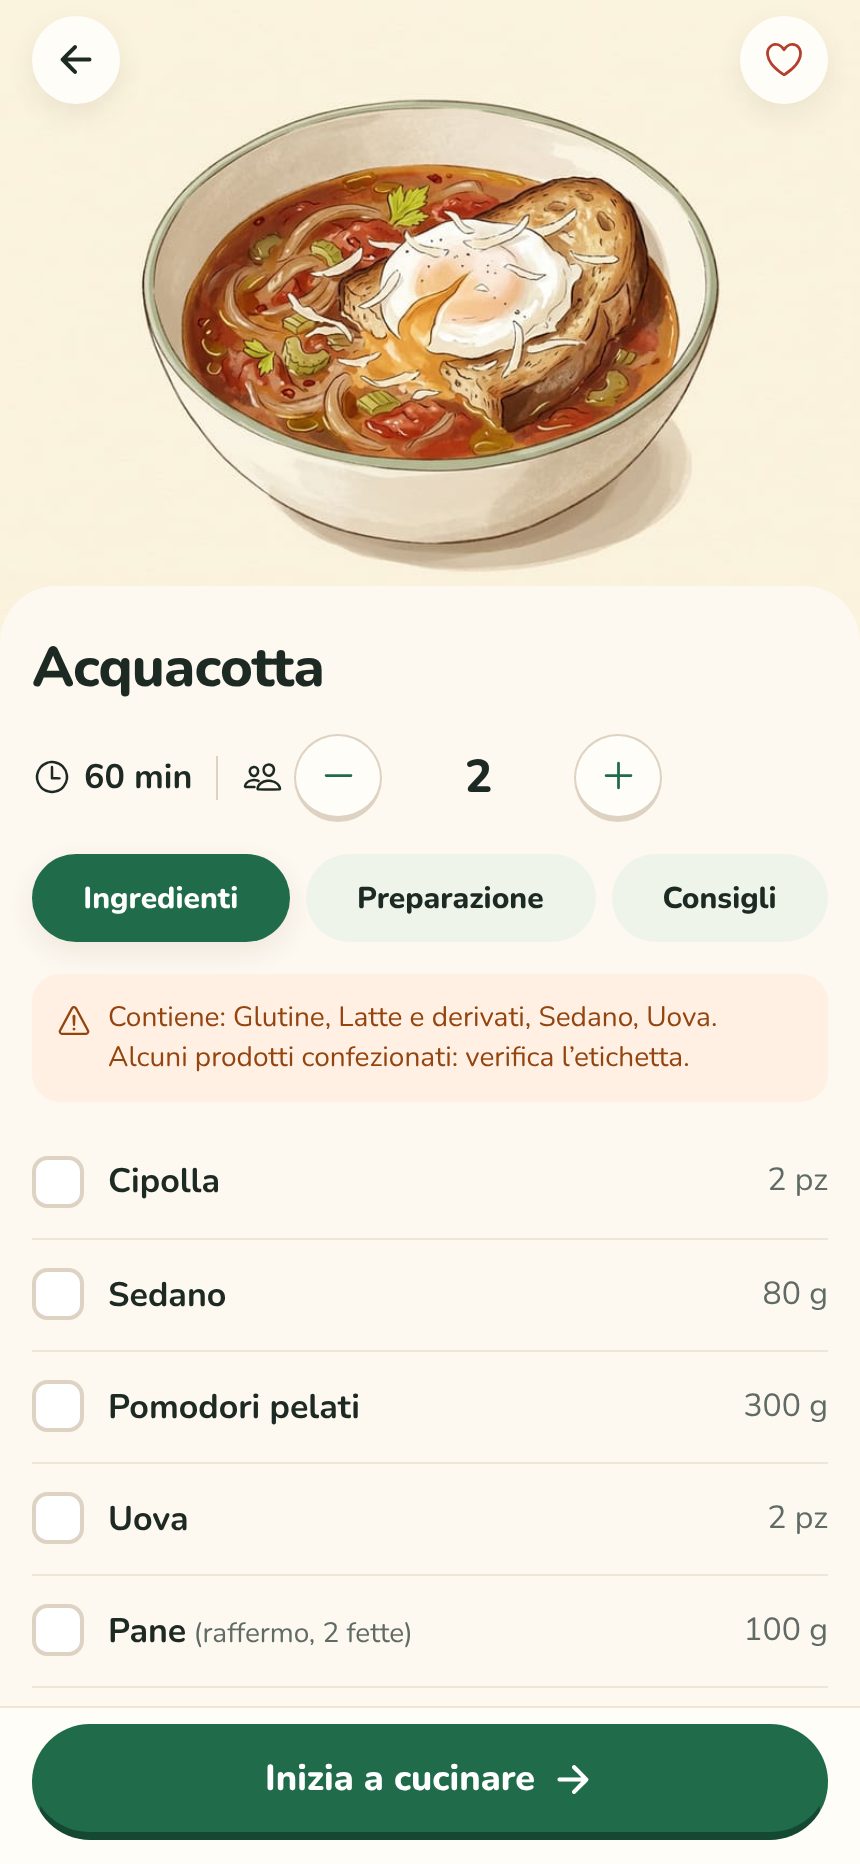 Acquacotta
60 min
2
Ingredienti
Preparazione
Consigli
Contiene: Glutine, Latte e derivati, Sedano, Uova.
Alcuni prodotti confezionati: verifica l’etichetta.
Cipolla 2 pz
Sedano 80 g
Pomodori pelati 300 g
Uova 2 pz
Pane (raffermo, 2 fette) 100 g
Inizia a cucinare →